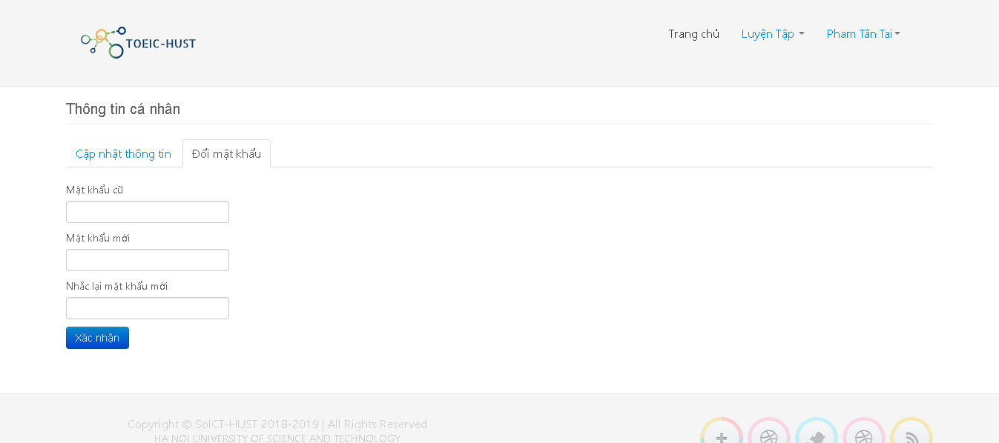 TOEIC-HUST
Trang chủ Luyện Tập Pham Tân Tai
Thông tin cá nhân
Cập nhật thông tin Đổi mật khẩu
Mật khẩu cũ
Mật khẩu mới
Nhắc lại mật khẩu mới
Xác nhận
Copyright © SoICT-HUST 2018-2019 | All Rights Reserved
HA NOI UNIVERSITY OF SCIENCE AND TECHNOLOGY